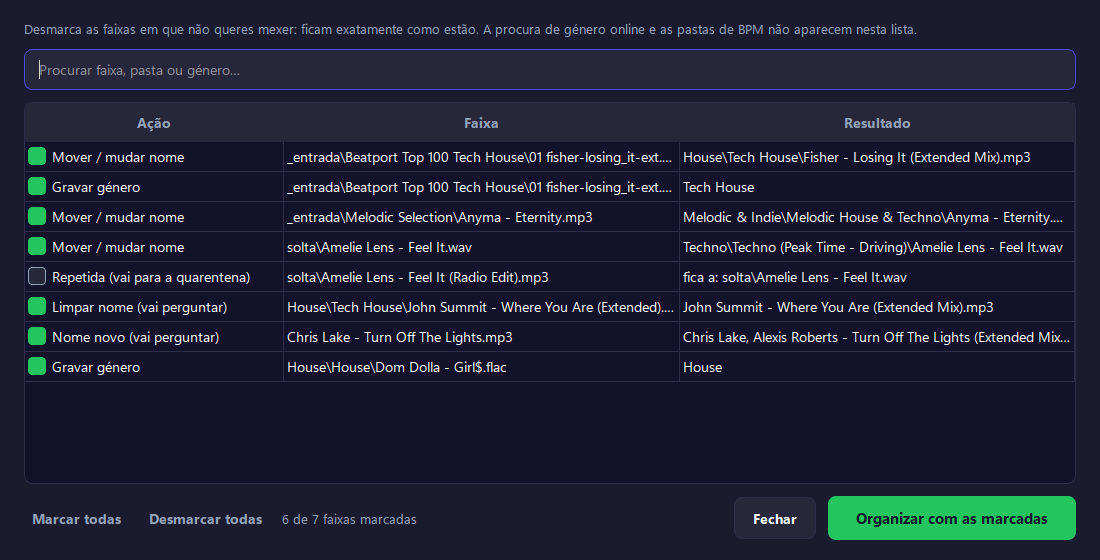 Desmarca as faixas em que não queres mexer: ficam exatamente como estão. A procura de género online e as pastas de BPM não aparecem nesta lista.
Procurar faixa, pasta ou género...
Ação Faixa Resultado
Mover / mudar nome _entrada\Beatport Top 100 Tech House\01 fisher-losing_it-ext.... House\Tech House\Fisher - Losing It (Extended Mix).mp3
Gravar género _entrada\Beatport Top 100 Tech House\01 fisher-losing_it-ext.... Tech House
Mover / mudar nome _entrada\Melodic Selection\Anyma - Eternity.mp3 Melodic & Indie\Melodic House & Techno\Anyma - Eternity....
Mover / mudar nome solta\Amelie Lens - Feel It.wav Techno\Techno (Peak Time - Driving)\Amelie Lens - Feel It.wav
Repetida (vai para a quarentena) solta\Amelie Lens - Feel It (Radio Edit).mp3 fica a: solta\Amelie Lens - Feel It.wav
Limpar nome (vai perguntar) House\Tech House\John Summit - Where You Are (Extended).... John Summit - Where You Are (Extended Mix).mp3
Nome novo (vai perguntar) Chris Lake - Turn Off The Lights.mp3 Chris Lake, Alexis Roberts - Turn Off The Lights (Extended Mix...
Gravar género House\House\Dom Dolla - Girl$.flac House
Marcar todas Desmarcar todas 6 de 7 faixas marcadas Fechar Organizar com as marcadas